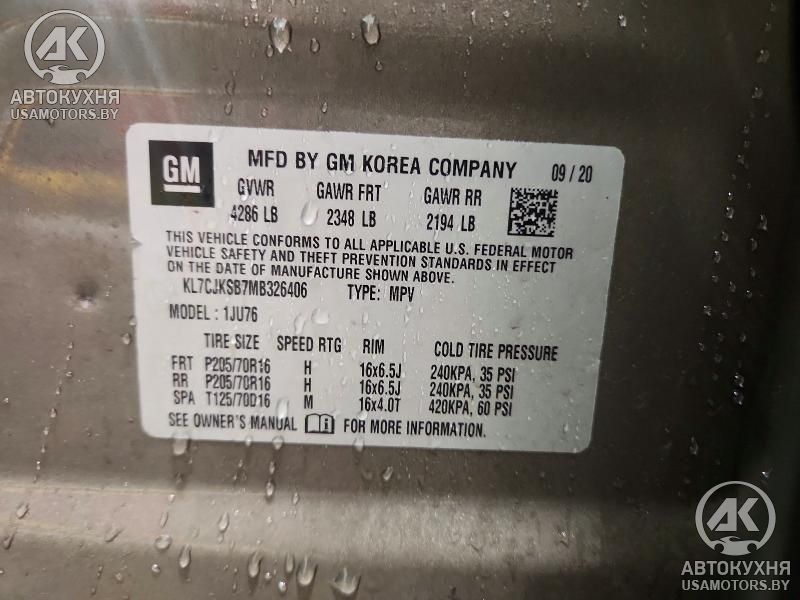 АК
АВТОКУХНЯ
USAMOTORS.BY
GM MFD BY GM KOREA COMPANY 09 / 20
GVWR GAWR FRT GAWR RR
4286 LB 2348 LB 2194 LB
THIS VEHICLE CONFORMS TO ALL APPLICABLE U.S. FEDERAL MOTOR
VEHICLE SAFETY AND THEFT PREVENTION STANDARDS IN EFFECT
ON THE DATE OF MANUFACTURE SHOWN ABOVE.
KL7CJKSB7MB326406 TYPE: MPV
MODEL : 1JU76
TIRE SIZE SPEED RTG RIM COLD TIRE PRESSURE
FRT P205/70R16 H 16x6.5J 240KPA, 35 PSI
RR P205/70R16 H 16x6.5J 240KPA, 35 PSI
SPA T125/70D16 M 16x4.0T 420KPA, 60 PSI
SEE OWNER'S MANUAL FOR MORE INFORMATION.
АК
АВТОКУХНЯ
USAMOTORS.BY